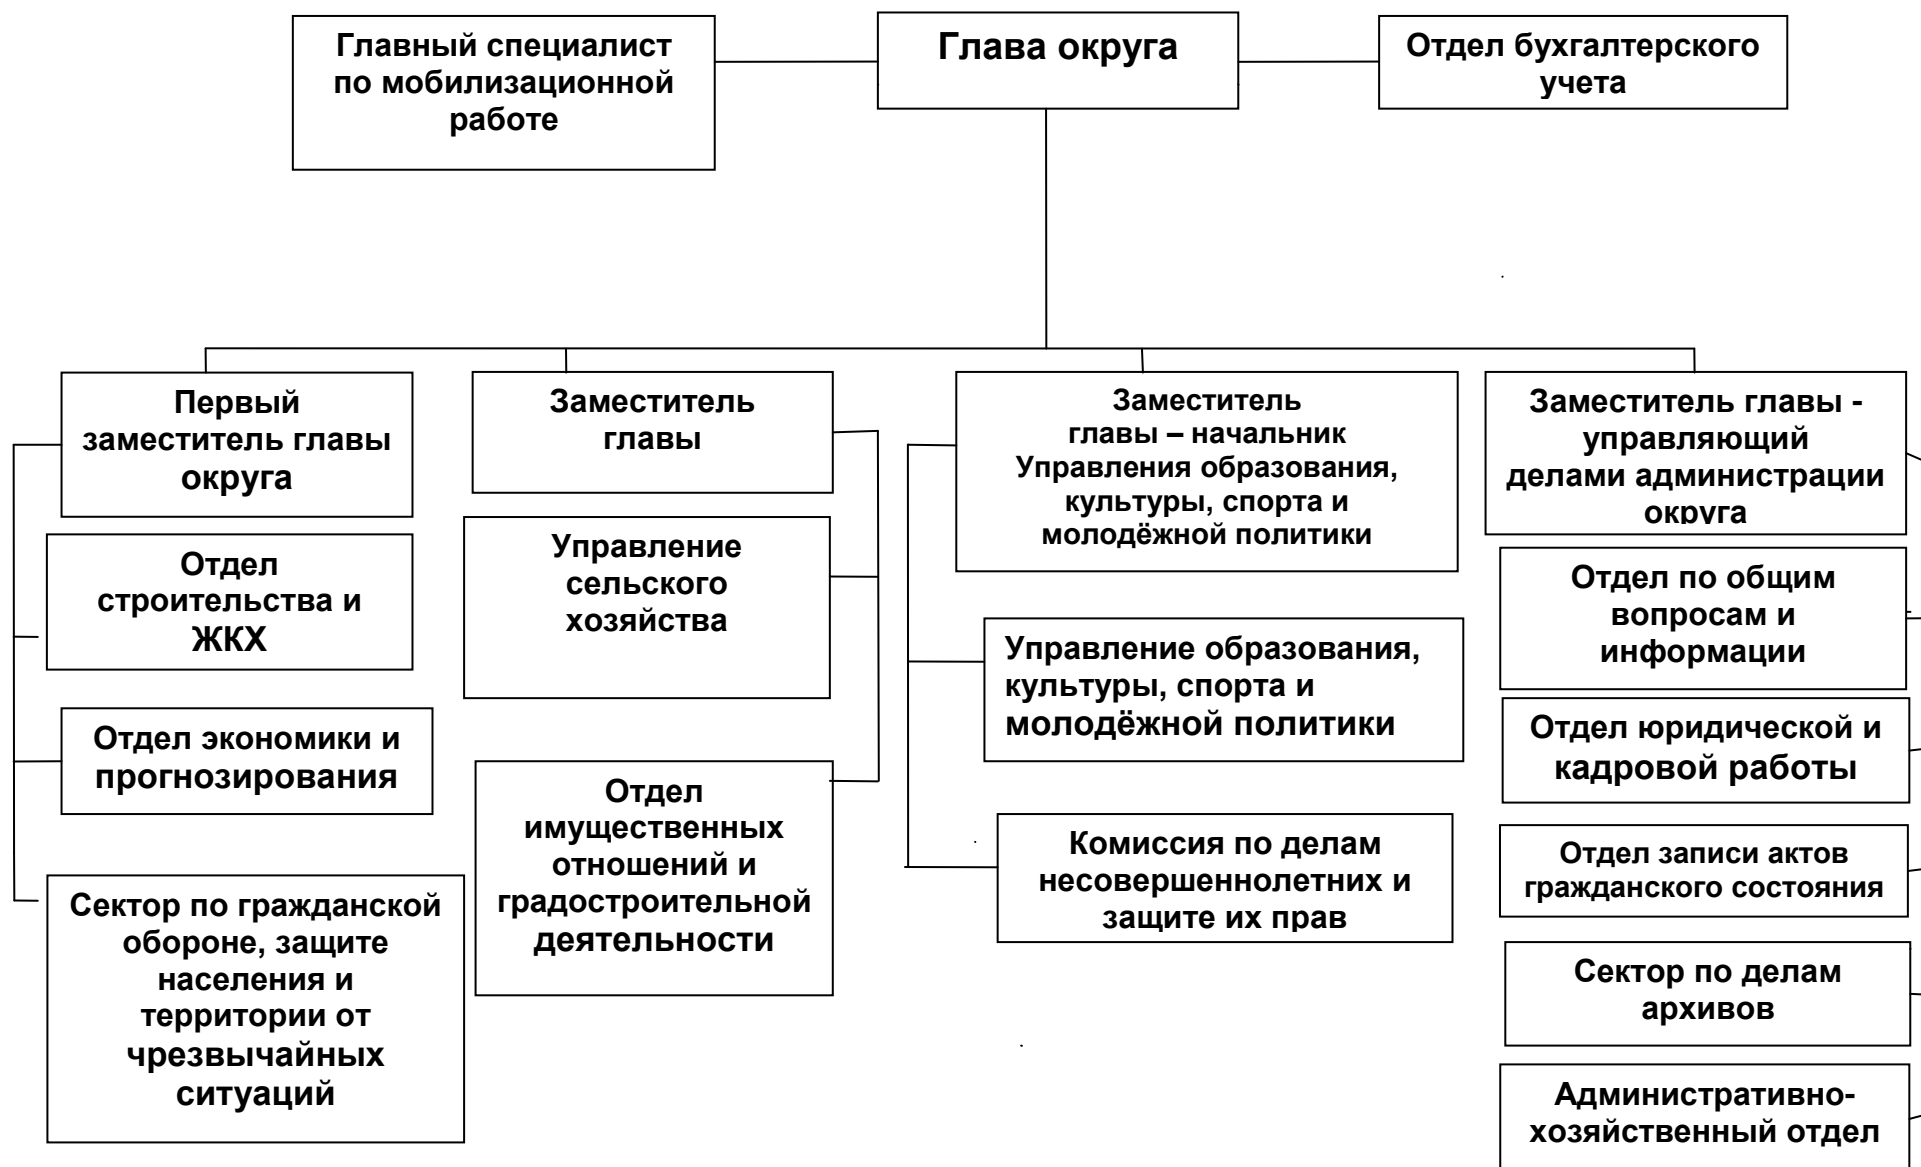 Главный специалист
по мобилизационной
работе
Глава округа
Отдел бухгалтерского
учета
Первый
заместитель главы
округа
Заместитель
главы
Заместитель
главы – начальник
Управления образования,
культуры, спорта и
молодёжной политики
Заместитель главы -
управляющий
делами администрации
округа
Отдел
строительства и
ЖКХ
Управление
сельского
хозяйства
Управление образования,
культуры, спорта и
молодёжной политики
Отдел по общим
вопросам и
информации
Отдел экономики и
прогнозирования
Отдел
имущественных
отношений и
градостроительной
деятельности
Комиссия по делам
несовершеннолетних и
защите их прав
Отдел юридической и
кадровой работы
Отдел записи актов
гражданского состояния
Сектор по гражданской
обороне, защите
населения и
территории от
чрезвычайных
ситуаций
Сектор по делам
архивов
Административно-
хозяйственный отдел